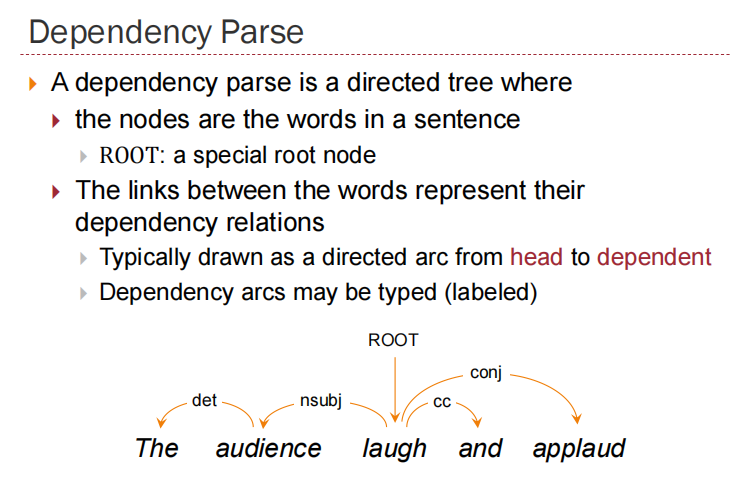 Dependency Parse
A dependency parse is a directed tree where
the nodes are the words in a sentence
ROOT: a special root node
The links between the words represent their
dependency relations
Typically drawn as a directed arc from head to dependent
Dependency arcs may be typed (labeled)
ROOT
conj
det nsubj cc
The audience laugh and applaud